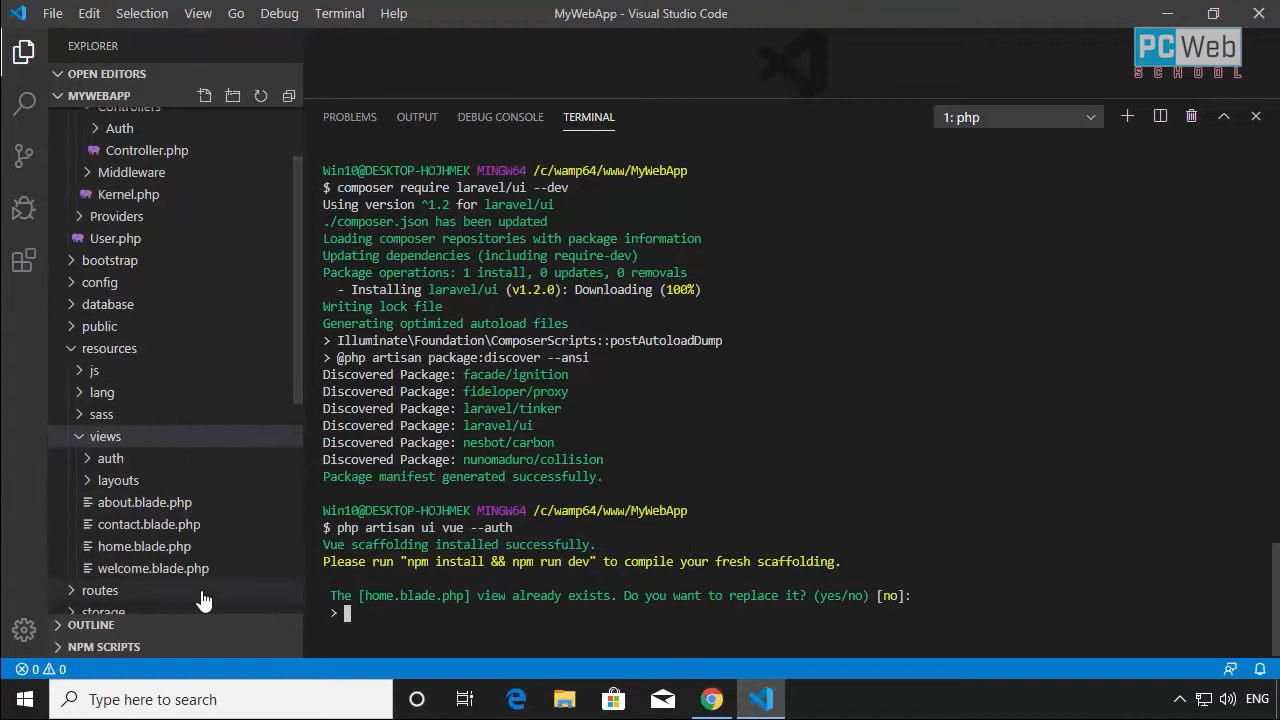 File Edit Selection View Go Debug Terminal Help MyWebApp - Visual Studio Code
PC Web
SCHOOL
EXPLORER
OPEN EDITORS
MYWEBAPP
Controllers
Auth
Controller.php
Middleware
Kernel.php
Providers
User.php
bootstrap
config
database
public
resources
js
lang
sass
views
auth
layouts
about.blade.php
contact.blade.php
home.blade.php
welcome.blade.php
routes
storage
OUTLINE
NPM SCRIPTS
PROBLEMS OUTPUT DEBUG CONSOLE TERMINAL 1: php
Win10@DESKTOP-HOJHMEK MINGW64 /c/wamp64/www/MyWebApp
$ composer require laravel/ui --dev
Using version ^1.2 for laravel/ui
./composer.json has been updated
Loading composer repositories with package information
Updating dependencies (including require-dev)
Package operations: 1 install, 0 updates, 0 removals
- Installing laravel/ui (v1.2.0): Downloading (100%)
Writing lock file
Generating optimized autoload files
> Illuminate\Foundation\ComposerScripts::postAutoloadDump
> @php artisan package:discover --ansi
Discovered Package: facade/ignition
Discovered Package: fideloper/proxy
Discovered Package: laravel/tinker
Discovered Package: laravel/ui
Discovered Package: nesbot/carbon
Discovered Package: nunomaduro/collision
Package manifest generated successfully.
Win10@DESKTOP-HOJHMEK MINGW64 /c/wamp64/www/MyWebApp
$ php artisan ui vue --auth
Vue scaffolding installed successfully.
Please run "npm install && npm run dev" to compile your fresh scaffolding.
The [home.blade.php] view already exists. Do you want to replace it? (yes/no) [no]:
>
0 0
Type here to search
ENG